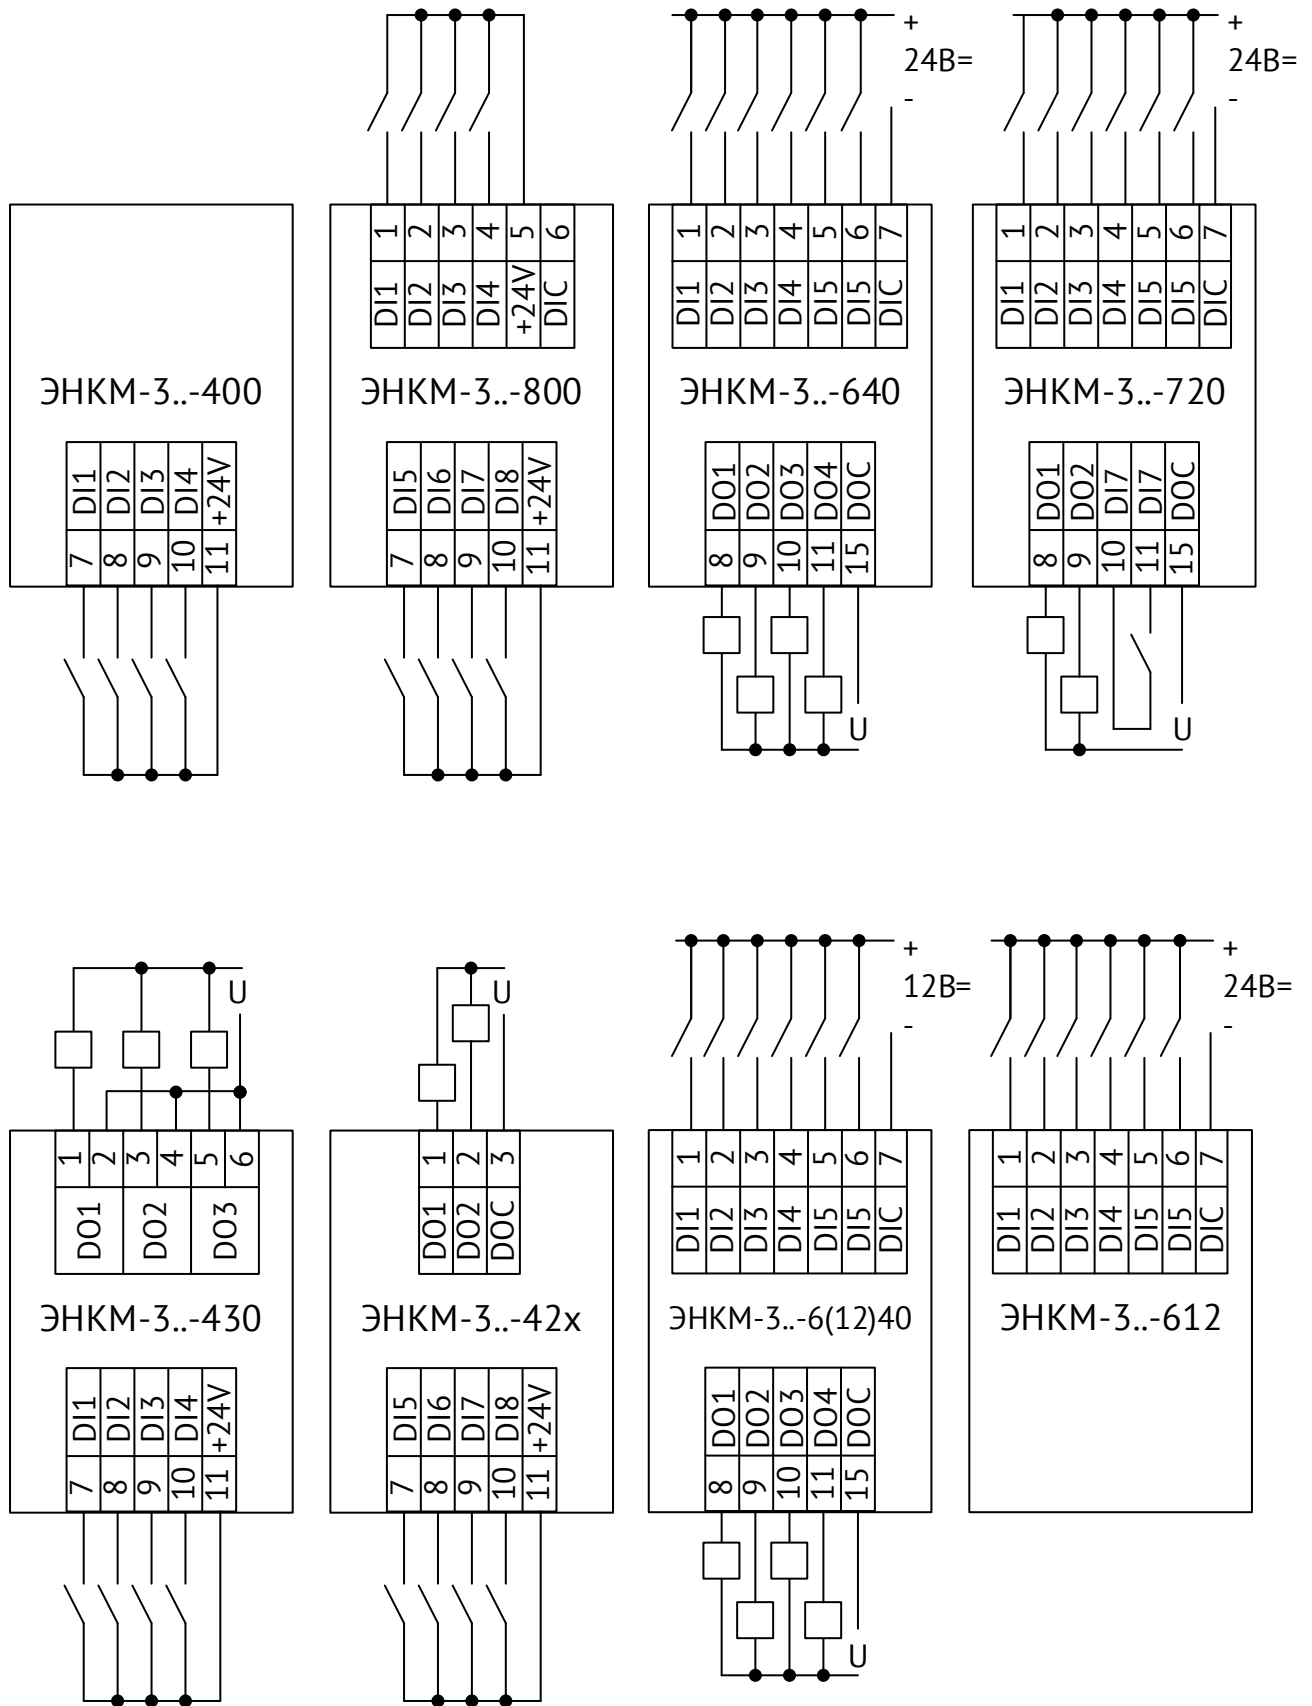 +
24В=
-
+
24В=
-
1 2 3 4 5 6
DI1 DI2 DI3 DI4 +24V DIC
1 2 3 4 5 6 7
DI1 DI2 DI3 DI4 DI5 DI5 DIC
1 2 3 4 5 6 7
DI1 DI2 DI3 DI4 DI5 DI5 DIC
ЭНКМ-3..-400
ЭНКМ-3..-800
ЭНКМ-3..-640
ЭНКМ-3..-720
DI1 DI2 DI3 DI4 +24V
7 8 9 10 11
DI5 DI6 DI7 DI8 +24V
7 8 9 10 11
DO1 DO2 DO3 DO4 DOC
8 9 10 11 15
DO1 DO2 DI7 DI7 DOC
8 9 10 11 15
U
U
U
U
+
12В=
-
+
24В=
-
1 2 3 4 5 6
DO1 DO2 DO3
1 2 3
DO1 DO2 DOC
1 2 3 4 5 6 7
DI1 DI2 DI3 DI4 DI5 DI5 DIC
1 2 3 4 5 6 7
DI1 DI2 DI3 DI4 DI5 DI5 DIC
ЭНКМ-3..-430
ЭНКМ-3..-42x
ЭНКМ-3..-6(12)40
ЭНКМ-3..-612
DI1 DI2 DI3 DI4 +24V
7 8 9 10 11
DI5 DI6 DI7 DI8 +24V
7 8 9 10 11
DO1 DO2 DO3 DO4 DOC
8 9 10 11 15
U